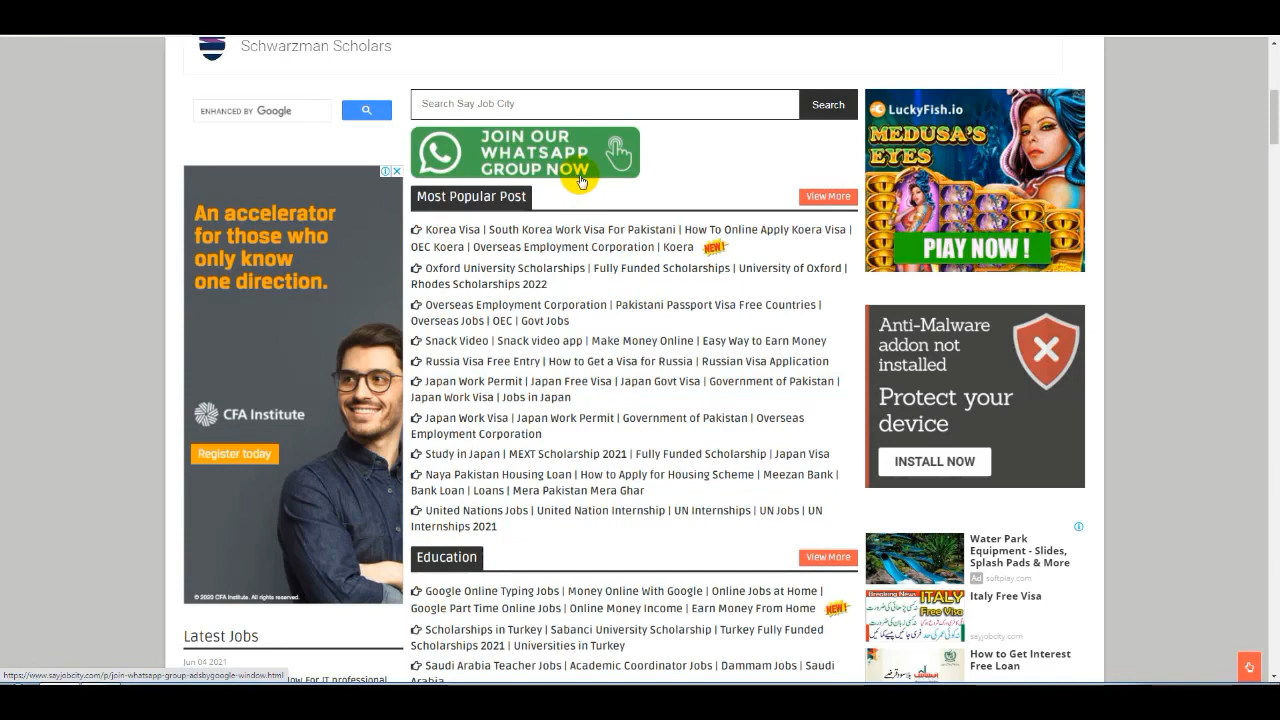 Schwarzman Scholars
ENHANCED BY Google
Search Say Job City
Search
JOIN OUR
WHATSAPP
GROUP NOW
Most Popular Post
View More
Korea Visa | South Korea Work Visa For Pakistani | How To Online Apply Koera Visa |
OEC Koera | Overseas Employment Corporation | Koera NEW!
Oxford University Scholarships | Fully Funded Scholarships | University of Oxford |
Rhodes Scholarships 2022
Overseas Employment Corporation | Pakistani Passport Visa Free Countries |
Overseas Jobs | OEC | Govt Jobs
Snack Video | Snack video app | Make Money Online | Easy Way to Earn Money
Russia Visa Free Entry | How to Get a Visa for Russia | Russian Visa Application
Japan Work Permit | Japan Free Visa | Japan Govt Visa | Government of Pakistan |
Japan Work Visa | Jobs in Japan
Japan Work Visa | Japan Work Permit | Government of Pakistan | Overseas
Employment Corporation
Study in Japan | MEXT Scholarship 2021 | Fully Funded Scholarship | Japan Visa
Naya Pakistan Housing Loan | How to Apply for Housing Scheme | Meezan Bank |
Bank Loan | Loans | Mera Pakistan Mera Ghar
United Nations Jobs | United Nation Internship | UN Internships | UN Jobs | UN
Internships 2021
Education
View More
Google Online Typing Jobs | Money Online With Google | Online Jobs at Home |
Google Part Time Online Jobs | Online Money Income | Earn Money From Home NEW!
Scholarships in Turkey | Sabanci University Scholarship | Turkey Fully Funded
Scholarships 2021 | Universities in Turkey
Saudi Arabia Teacher Jobs | Academic Coordinator Jobs | Dammam Jobs | Saudi
Arabia
An accelerator
for those who
only know
one direction.
CFA Institute
Register today
© 2020 CFA Institute. All rights reserved.
Latest Jobs
Jun 04 2021
How For IT professional
https://www.sayjobcity.com/p/join-whatsapp-group-adsbygoogle-window.html
LuckyFish.io
MEDUSA'S
EYES
PLAY NOW !
Anti-Malware
addon not
installed
Protect your
device
INSTALL NOW
Water Park
Equipment - Slides,
Splash Pads & More
Ad softplay.com
Breaking News ITALY
Free Visa
Italy Free Visa
sayjobcity.com
How to Get Interest
Free Loan